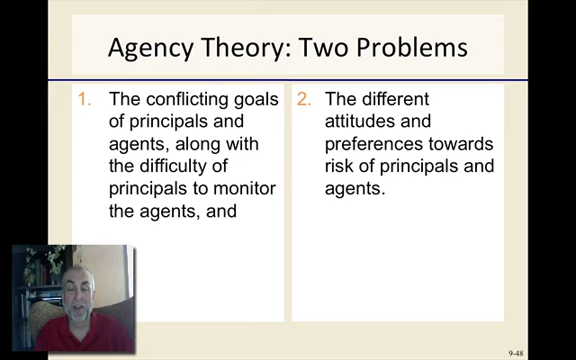 Agency Theory: Two Problems
1. The conflicting goals
of principals and
agents, along with
the difficulty of
principals to monitor
the agents, and
2. The different
attitudes and
preferences towards
risk of principals and
agents.
9-48